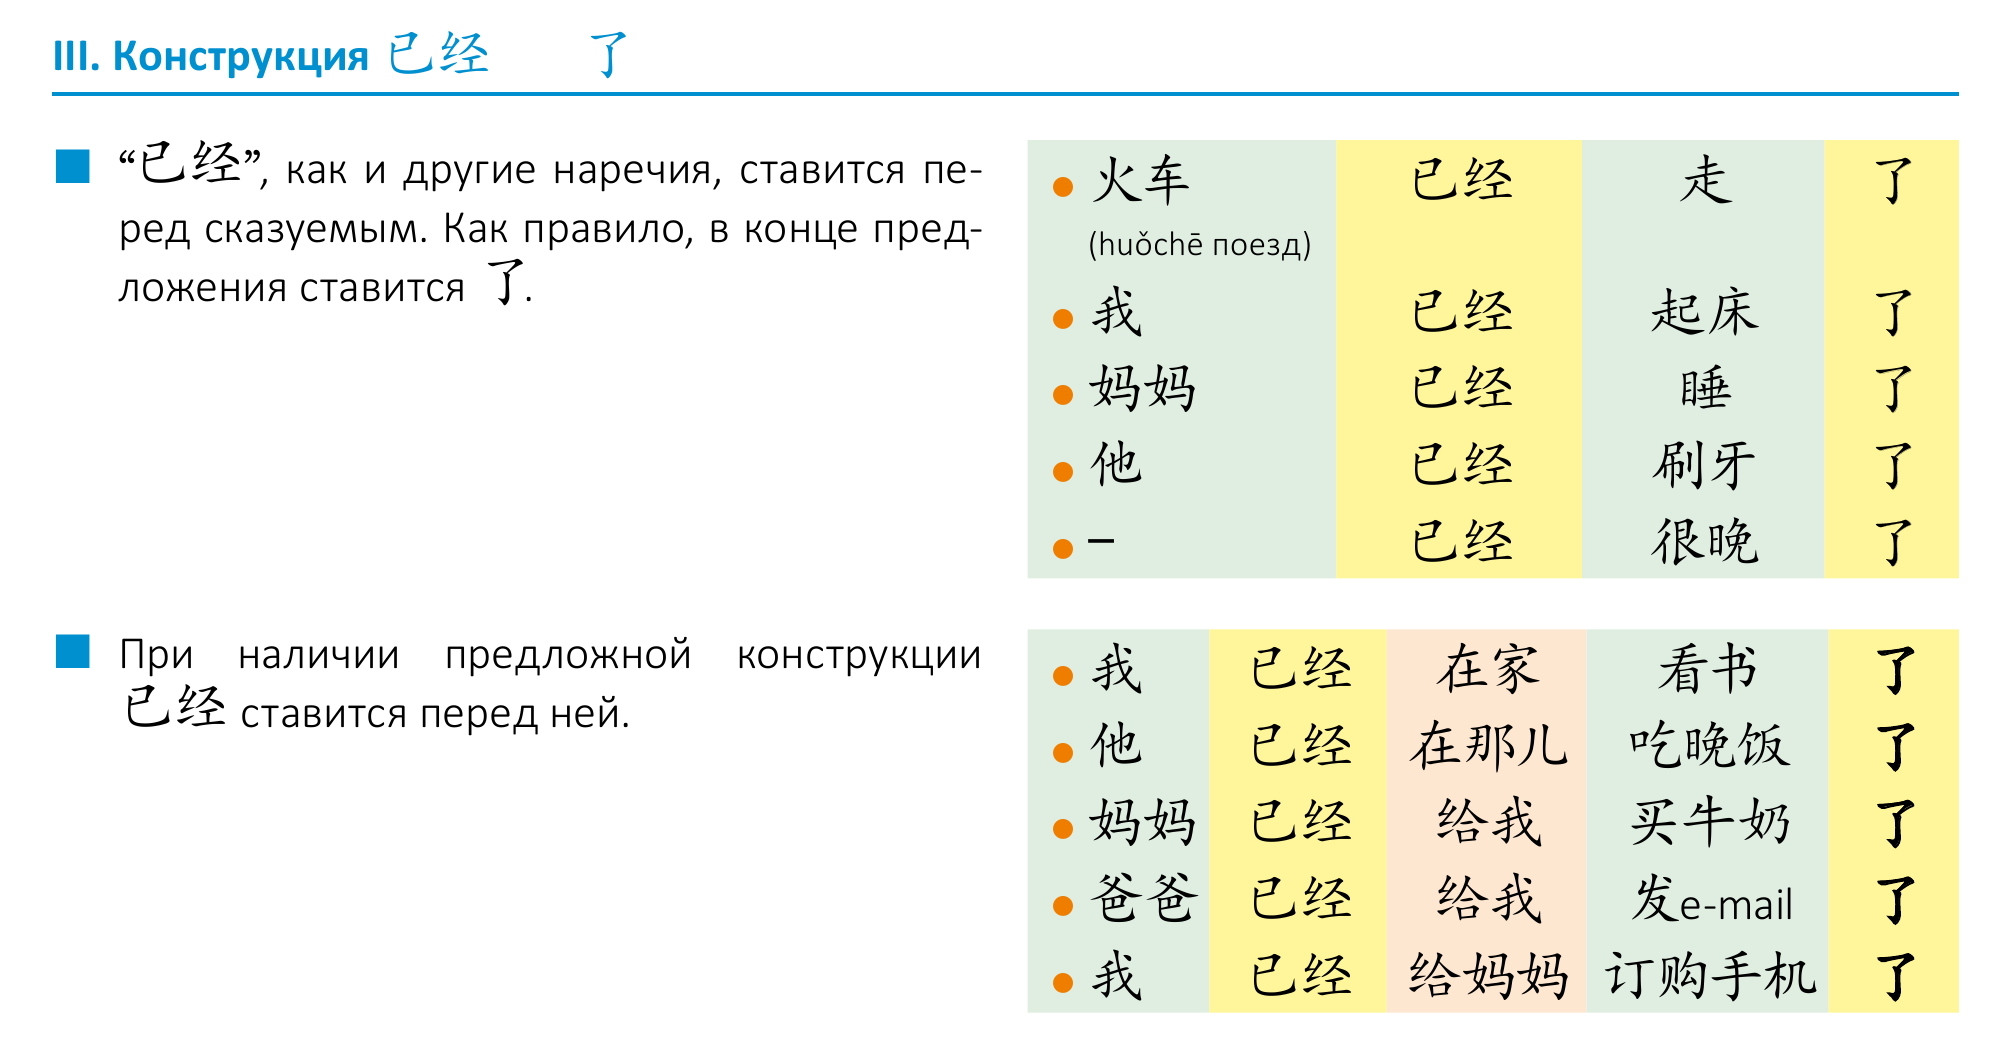 III. Конструкция 已经 了
“已经”, как и другие наречия, ставится пе-
ред сказуемым. Как правило, в конце пред-
ложения ставится 了.
• 火车 已经 走 了
(huǒchē поезд)
• 我 已经 起床 了
• 妈妈 已经 睡 了
• 他 已经 刷牙 了
• – 已经 很晚 了
При наличии предложной конструкции
已经 ставится перед ней.
• 我 已经 在家 看书 了
• 他 已经 在那儿 吃晚饭 了
• 妈妈 已经 给我 买牛奶 了
• 爸爸 已经 给我 发e-mail 了
• 我 已经 给妈妈 订购手机 了